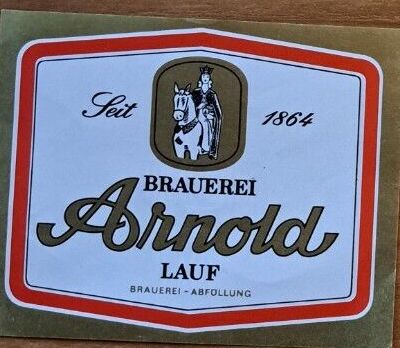 Seit 1864
BRAUEREI
Arnold
LAUF
BRAUEREI - ABFÜLLUNG